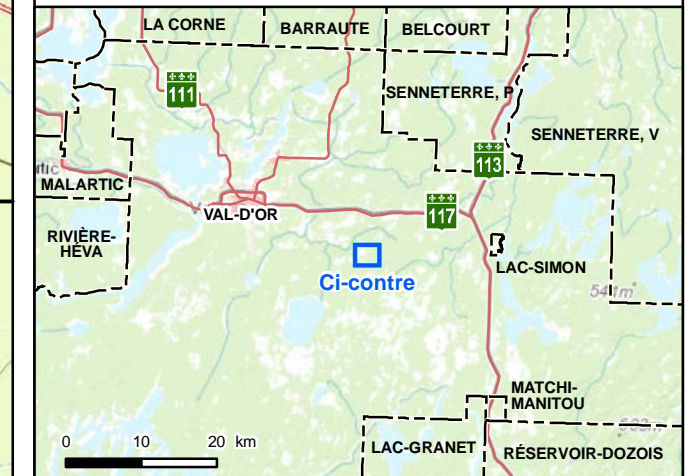 LA CORNE
BARRAUTE
BELCOURT
111
SENNETERRE, P
SENNETERRE, V
113
MALARTIC
VAL-D'OR
117
RIVIÈRE-
HÉVA
LAC-SIMON
Ci-contre
MATCHI-
MANITOU
0 10 20 km
LAC-GRANET
RÉSERVOIR-DOZOIS